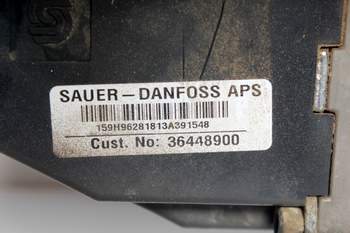 SAUER–DANFOSS APS
159H96281813A391548
Cust. No: 36448900